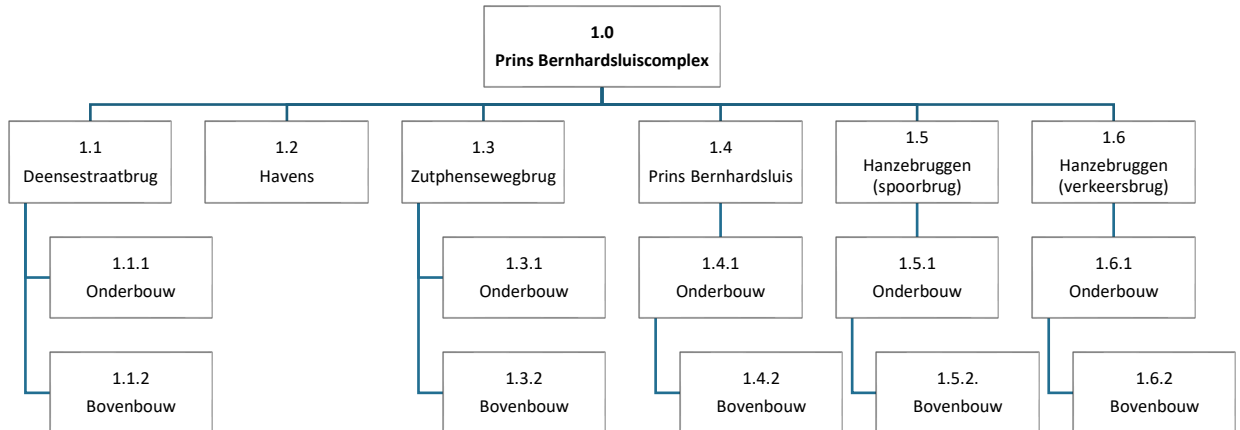 1.0
Prins Bernhardsluiscomplex
1.1
Deensestraatbrug
1.2
Havens
1.3
Zutphensewegbrug
1.4
Prins Bernhardsluis
1.5
Hanzebruggen
(spoorbrug)
1.6
Hanzebruggen
(verkeersbrug)
1.1.1
Onderbouw
1.3.1
Onderbouw
1.4.1
Onderbouw
1.5.1
Onderbouw
1.6.1
Onderbouw
1.1.2
Bovenbouw
1.3.2
Bovenbouw
1.4.2
Bovenbouw
1.5.2.
Bovenbouw
1.6.2
Bovenbouw